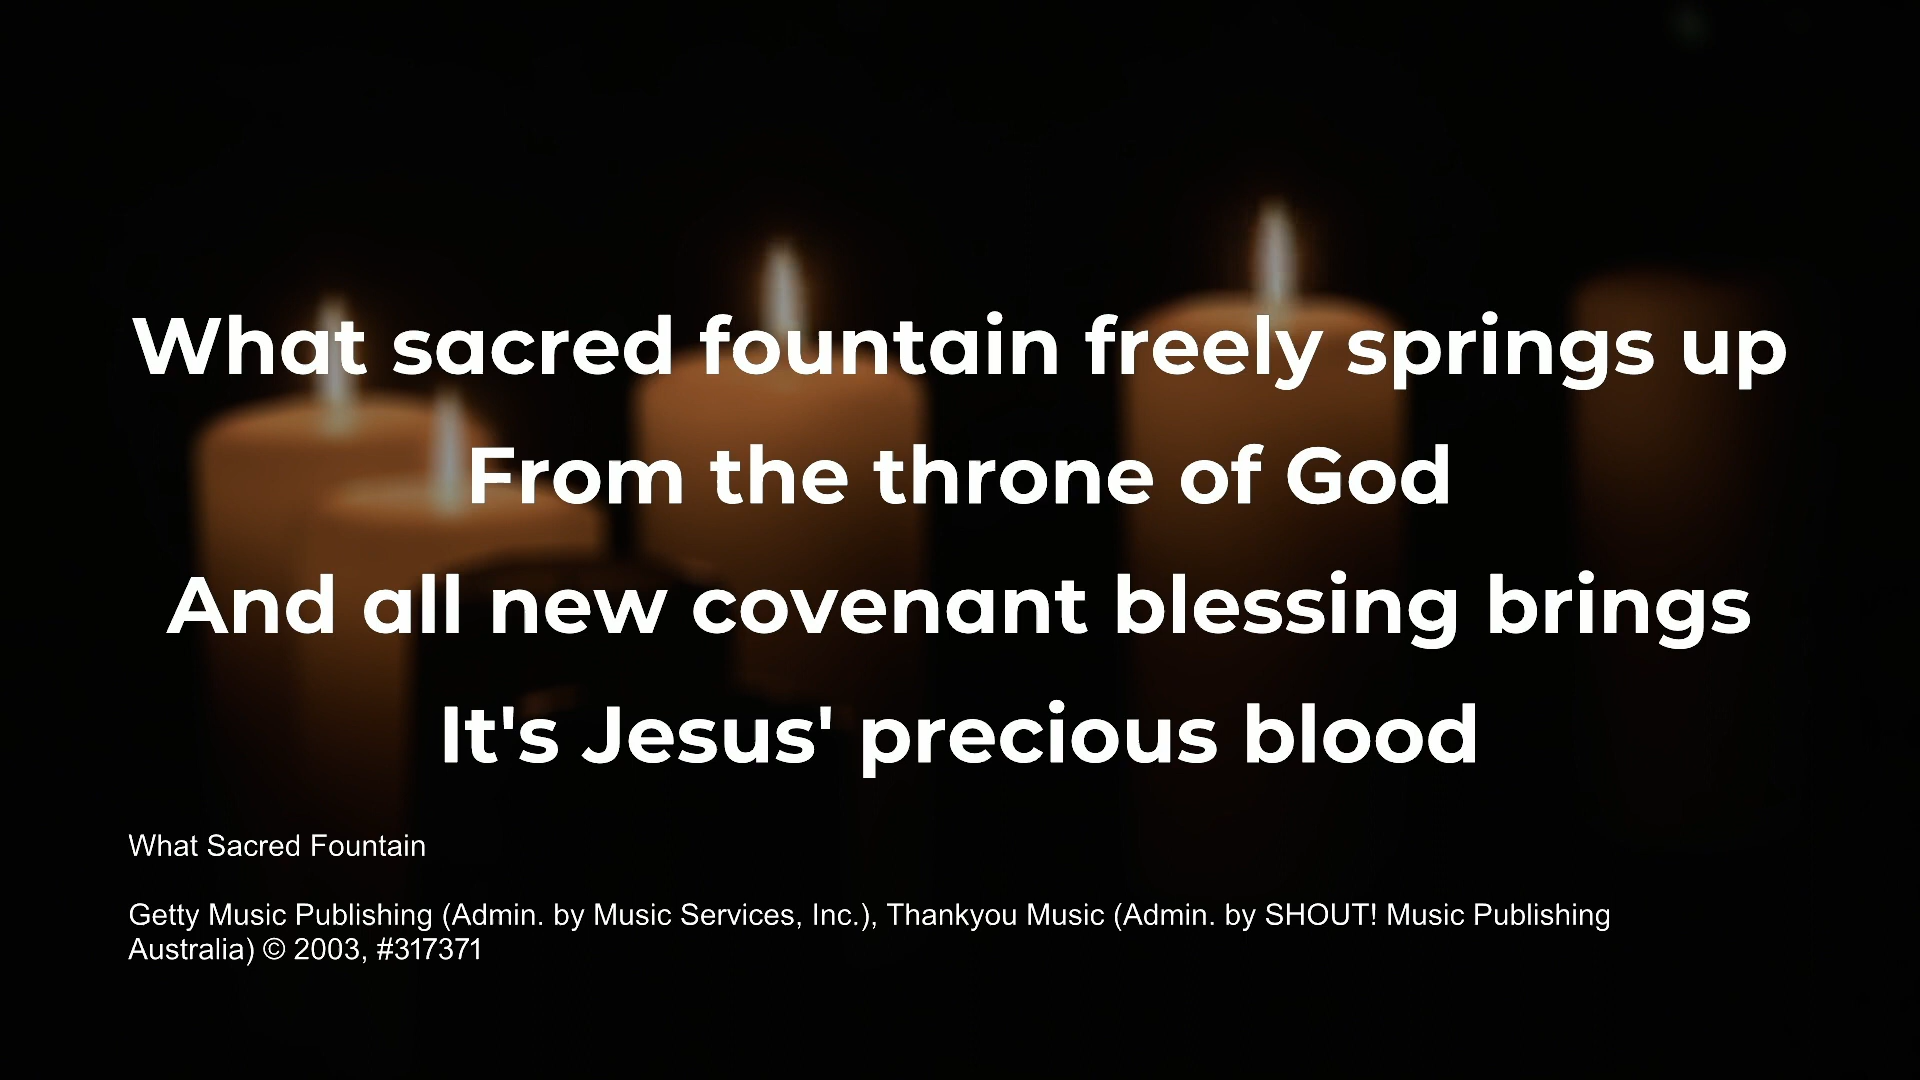 What sacred fountain freely springs up
From the throne of God
And all new covenant blessing brings
It's Jesus' precious blood
What Sacred Fountain
Getty Music Publishing (Admin. by Music Services, Inc.), Thankyou Music (Admin. by SHOUT! Music Publishing
Australia) © 2003, #317371